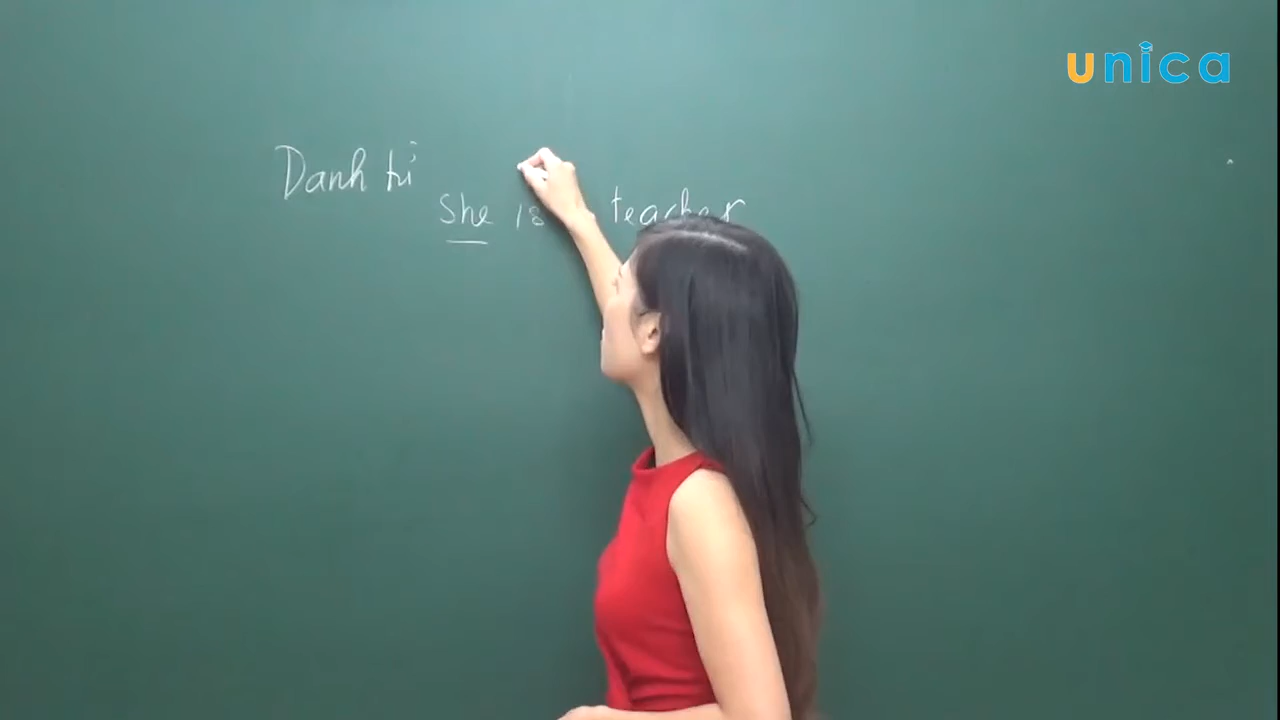 unica
Danh từ
She is teacher